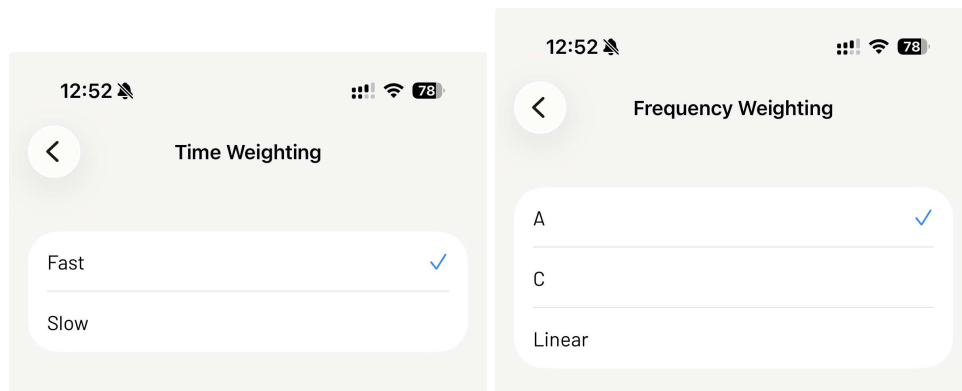 12:52
78
Time Weighting
Fast
Slow
12:52
78
Frequency Weighting
A
C
Linear